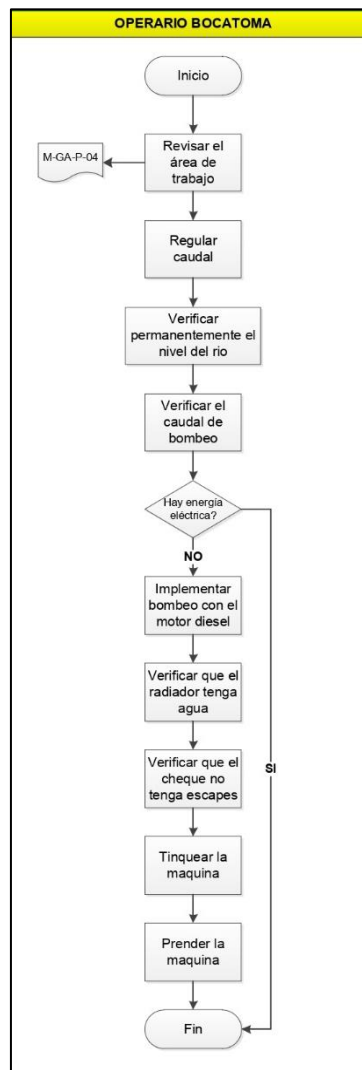 OPERARIO BOCATOMA
Inicio
Revisar el
área de
trabajo
M-GA-P-04
Regular
caudal
Verificar
permanentemente el
nivel del rio
Verificar el
caudal de
bombeo
Hay energía
eléctrica?
NO
Implementar
bombeo con el
motor diesel
Verificar que el
radiador tenga
agua
Verificar que el
cheque no
tenga escapes
SI
Tinquear la
maquina
Prender la
maquina
Fin